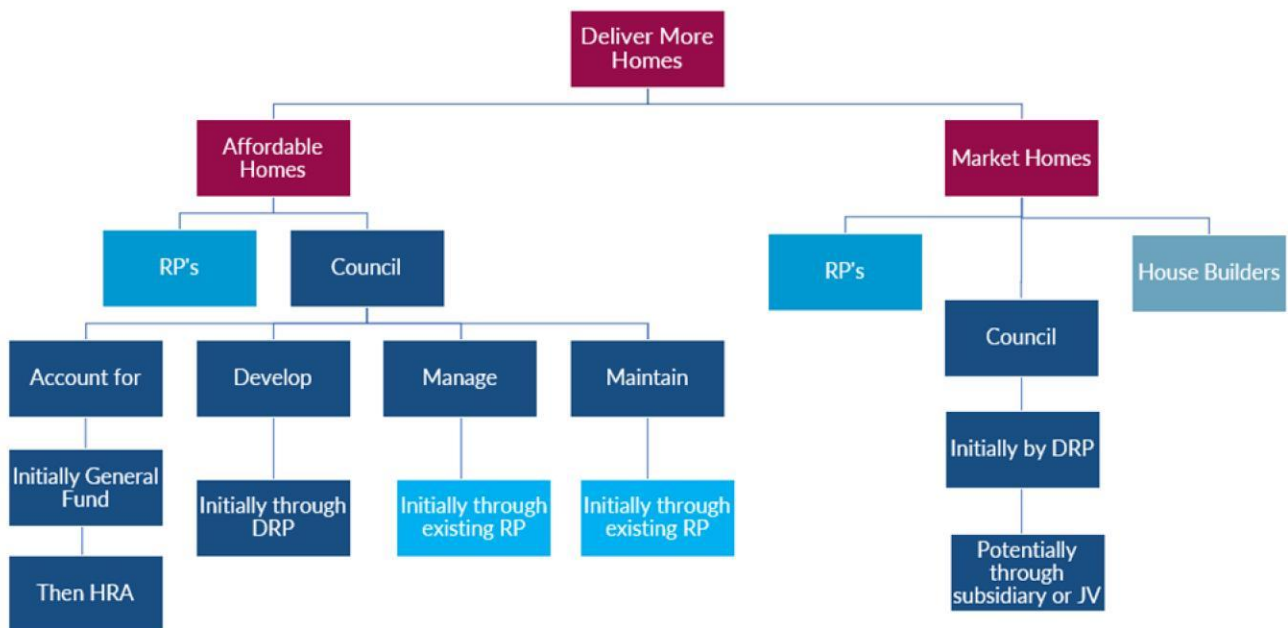 Deliver More
Homes
Affordable
Homes
Market Homes
RP's
Council
RP's
House Builders
Council
Account for
Develop
Manage
Maintain
Initially General
Fund
Initially through
DRP
Initially through
existing RP
Initially through
existing RP
Initially by DRP
Then HRA
Potentially
through
subsidiary or JV